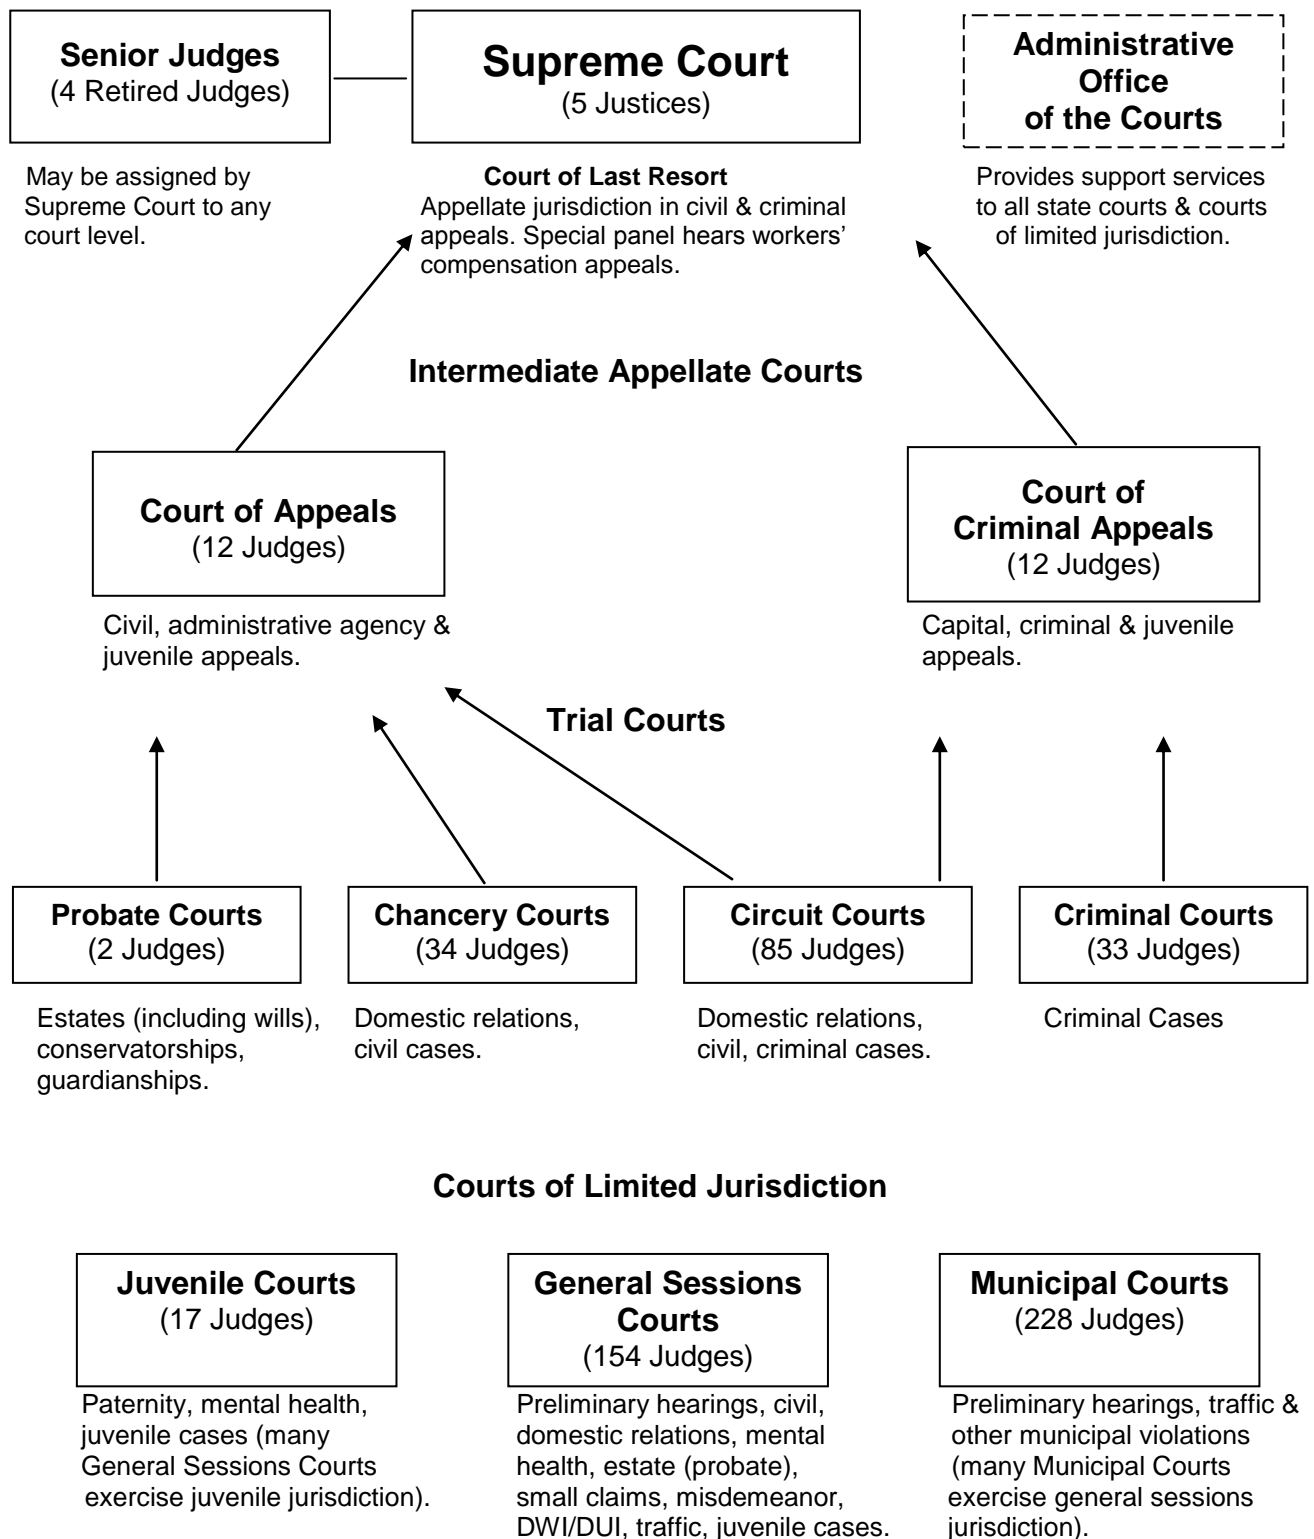 Senior Judges
(4 Retired Judges)
May be assigned by
Supreme Court to any
court level.
Supreme Court
(5 Justices)
Court of Last Resort
Appellate jurisdiction in civil & criminal
appeals. Special panel hears workers’
compensation appeals.
Administrative
Office
of the Courts
Provides support services
to all state courts & courts
of limited jurisdiction.
Intermediate Appellate Courts
Court of Appeals
(12 Judges)
Civil, administrative agency &
juvenile appeals.
Court of
Criminal Appeals
(12 Judges)
Capital, criminal & juvenile
appeals.
Trial Courts
Probate Courts
(2 Judges)
Estates (including wills),
conservatorships,
guardianships.
Chancery Courts
(34 Judges)
Domestic relations,
civil cases.
Circuit Courts
(85 Judges)
Domestic relations,
civil, criminal cases.
Criminal Courts
(33 Judges)
Criminal Cases
Courts of Limited Jurisdiction
Juvenile Courts
(17 Judges)
Paternity, mental health,
juvenile cases (many
General Sessions Courts
exercise juvenile jurisdiction).
General Sessions
Courts
(154 Judges)
Preliminary hearings, civil,
domestic relations, mental
health, estate (probate),
small claims, misdemeanor,
DWI/DUI, traffic, juvenile cases.
Municipal Courts
(228 Judges)
Preliminary hearings, traffic &
other municipal violations
(many Municipal Courts
exercise general sessions
jurisdiction).